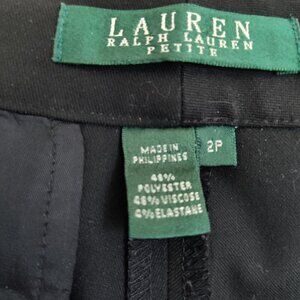 LAUREN
RALPH LAUREN
PETITE
MADE IN
PHILIPPINES
2P
48%
POLYESTER
48% VISCOSE
4% ELASTANE